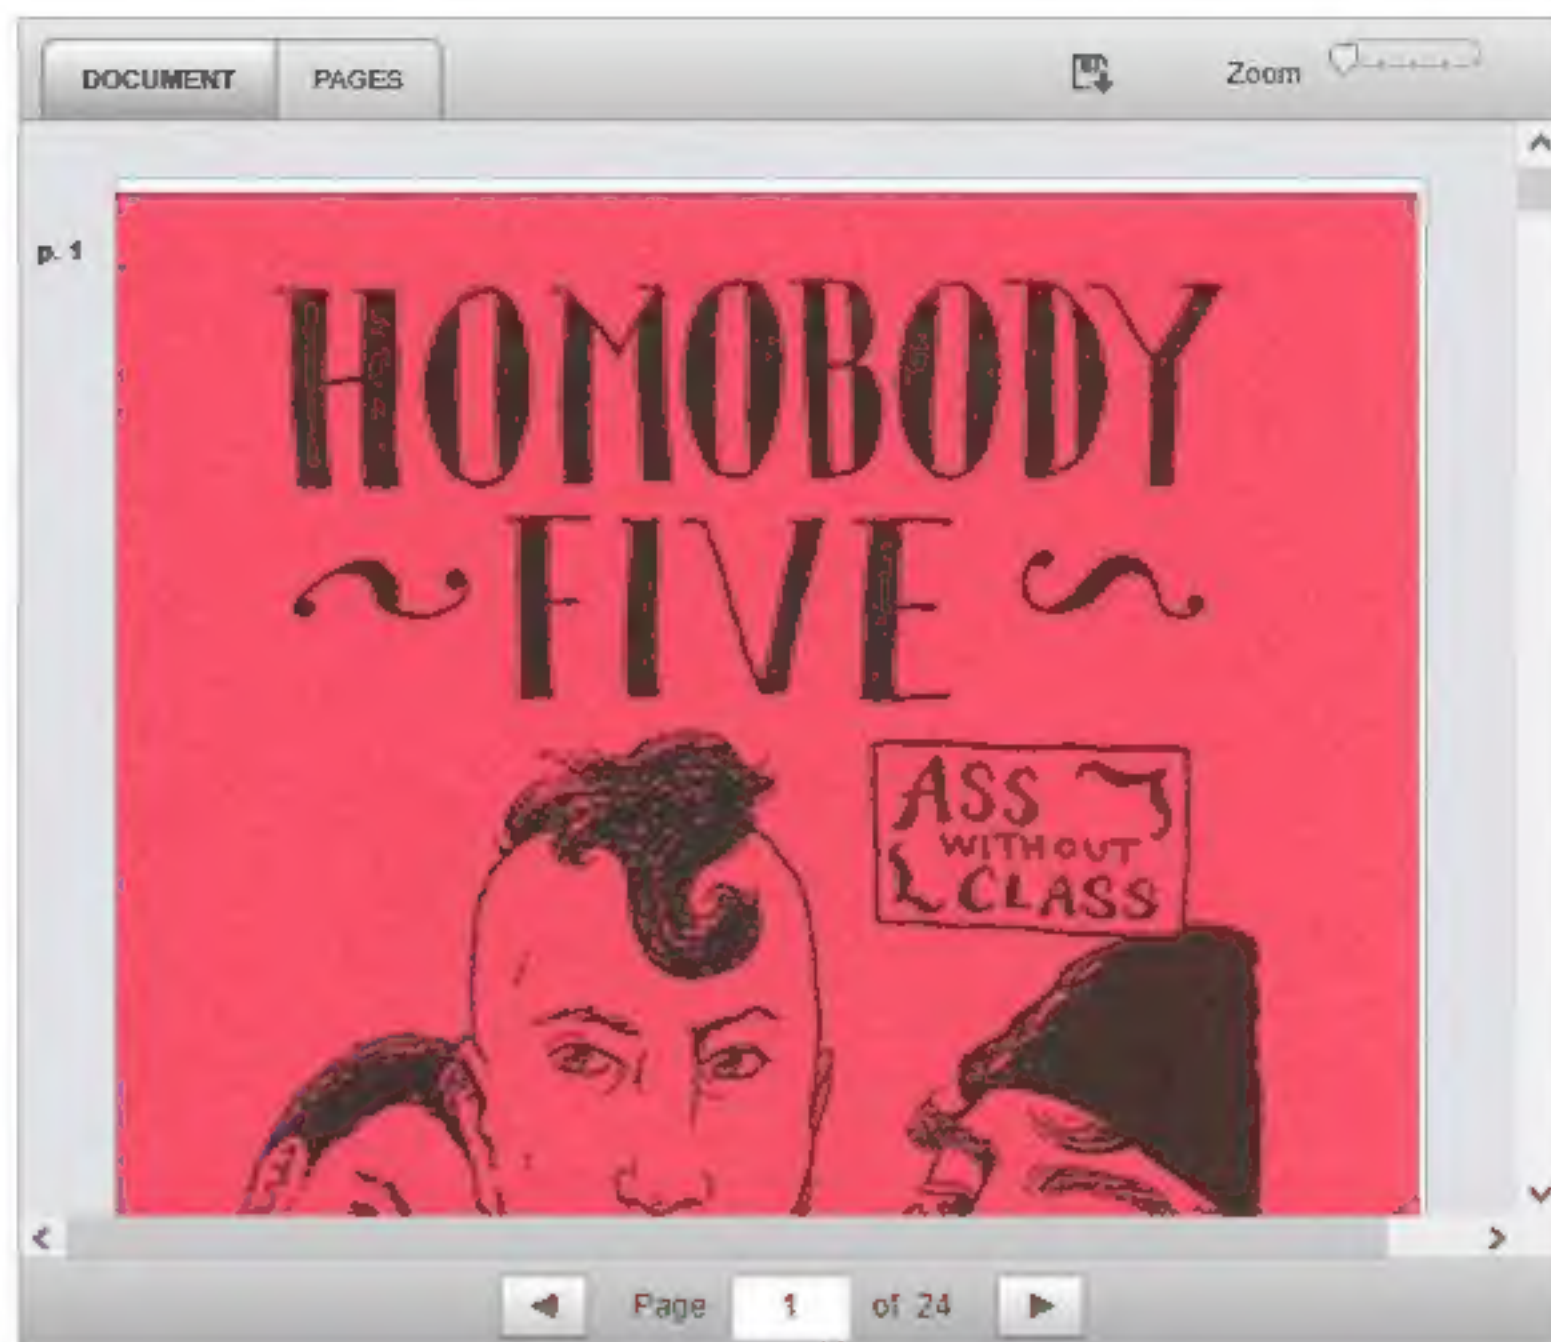 DOCUMENT PAGES Zoom
p. 1
HOMOBODY
FIVE
ASS
WITHOUT
CLASS
Page 1 of 24